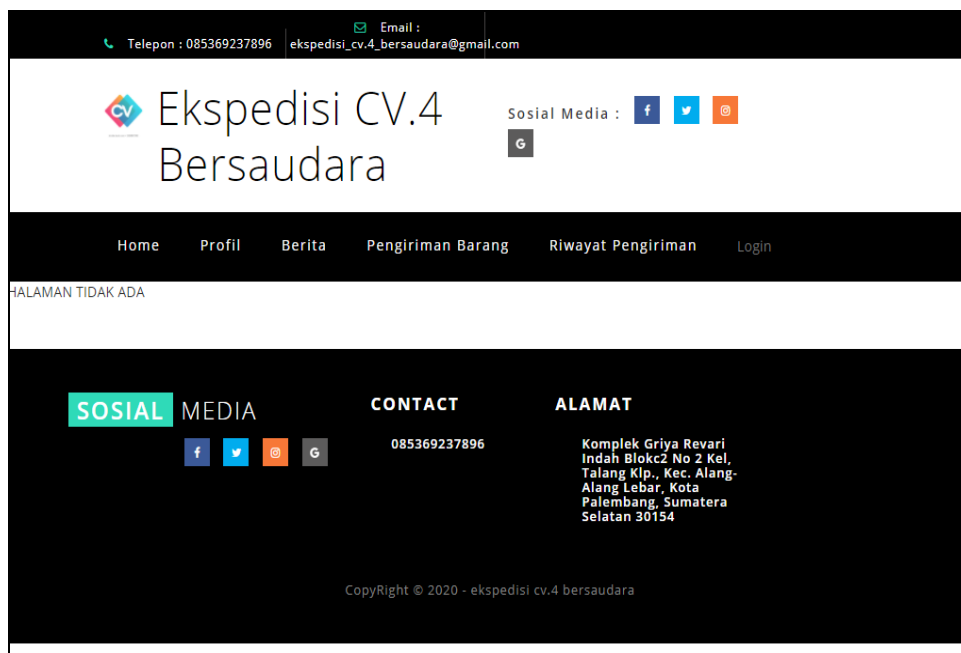 Telepon : 085369237896
Email :
ekspedisi_cv.4_bersaudara@gmail.com
CV
Ekspedisi CV.4
Bersaudara
Sosial Media :
Home Profil Berita Pengiriman Barang Riwayat Pengiriman Login
HALAMAN TIDAK ADA
SOSIAL MEDIA
CONTACT
085369237896
ALAMAT
Komplek Griya Revari
Indah Blokc2 No 2 Kel,
Talang Klp., Kec. Alang-
Alang Lebar, Kota
Palembang, Sumatera
Selatan 30154
CopyRight © 2020 - ekspedisi cv.4 bersaudara